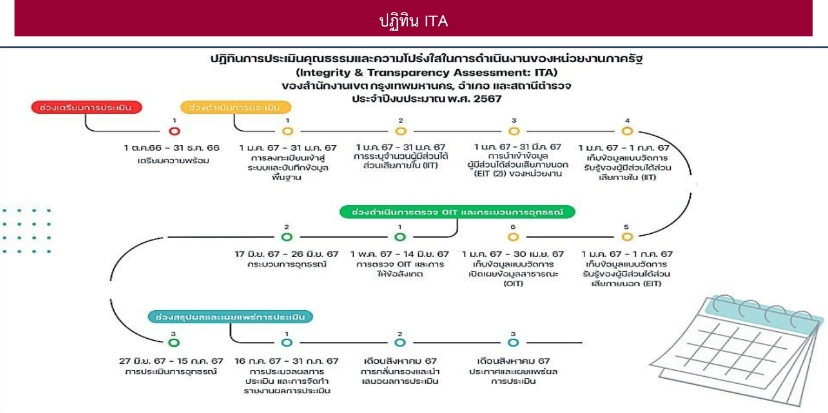 ปฏิทิน ITA
ปฏิทินการประเมินคุณธรรมและความโปร่งใสในการดำเนินงานของหน่วยงานภาครัฐ
(Integrity & Transparency Assessment: ITA)
ของสำนักงานเขต กรุงเทพมหานคร, อำเภอ และสถานีตำรวจ
ประจำปีงบประมาณ พ.ศ. 2567
ช่วงเตรียมการประเมิน
ช่วงดำเนินการประเมิน
1
1 ต.ค.66 - 31 ธ.ค. 66
เตรียมความพร้อม
1
1 ม.ค. 67 - 31 ม.ค. 67
การลงทะเบียนเข้าสู่
ระบบและบันทึกข้อมูล
พื้นฐาน
2
1 ม.ค. 67 - 31 ม.ค. 67
การระบุจำนวนผู้มีส่วนได้
ส่วนเสียภายใน (IIT)
3
1 ม.ค. 67 - 31 มี.ค. 67
การนำเข้าข้อมูล
ผู้มีส่วนได้ส่วนเสียภายนอก
(EIT (2)) ของหน่วยงาน
4
1 ม.ค. 67 - 1 ก.ค. 67
เก็บข้อมูลแบบวัดการ
รับรู้ของผู้มีส่วนได้ส่วน
เสียภายใน (IIT)
ช่วงดำเนินการตรวจ OIT และกระบวนการอุทธรณ์
2
17 มิ.ย. 67 - 26 มิ.ย. 67
กระบวนการอุทธรณ์
1
1 พ.ค. 67 - 14 มิ.ย. 67
การตรวจ OIT และการ
ให้ข้อสังเกต
6
1 ม.ค. 67 - 30 เม.ย. 67
เก็บข้อมูลแบบวัดการ
เปิดเผยข้อมูลสาธารณะ
(OIT)
5
1 ม.ค. 67 - 1 ก.ค. 67
เก็บข้อมูลแบบวัดการ
รับรู้ของผู้มีส่วนได้ส่วน
เสียภายนอก (EIT)
ช่วงสรุปผลและเผยแพร่การประเมิน
3
27 มิ.ย. 67 - 15 ก.ค. 67
การประเมินการอุทธรณ์
1
16 ก.ค. 67 - 31 ก.ค. 67
การประมวลผลการ
ประเมิน และการจัดทำ
รายงานผลการประเมิน
2
เดือนสิงหาคม 67
การกลั่นกรองและนำ
เสนอผลการประเมิน
3
เดือนสิงหาคม 67
ประกาศและเผยแพร่ผล
การประเมิน